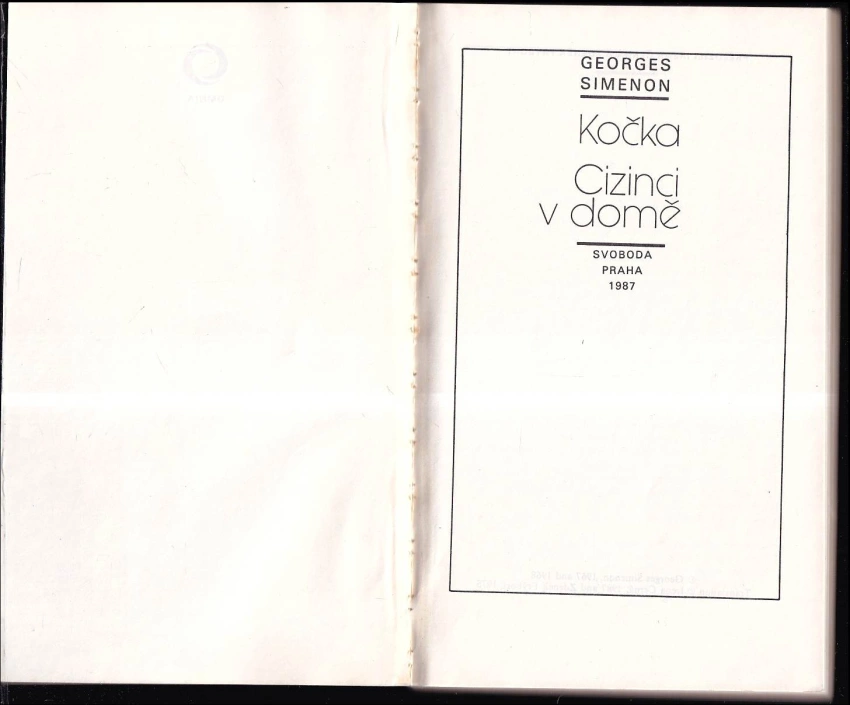 GEORGES
SIMENON
Kočka
Cizinci
v domě
SVOBODA
PRAHA
1987